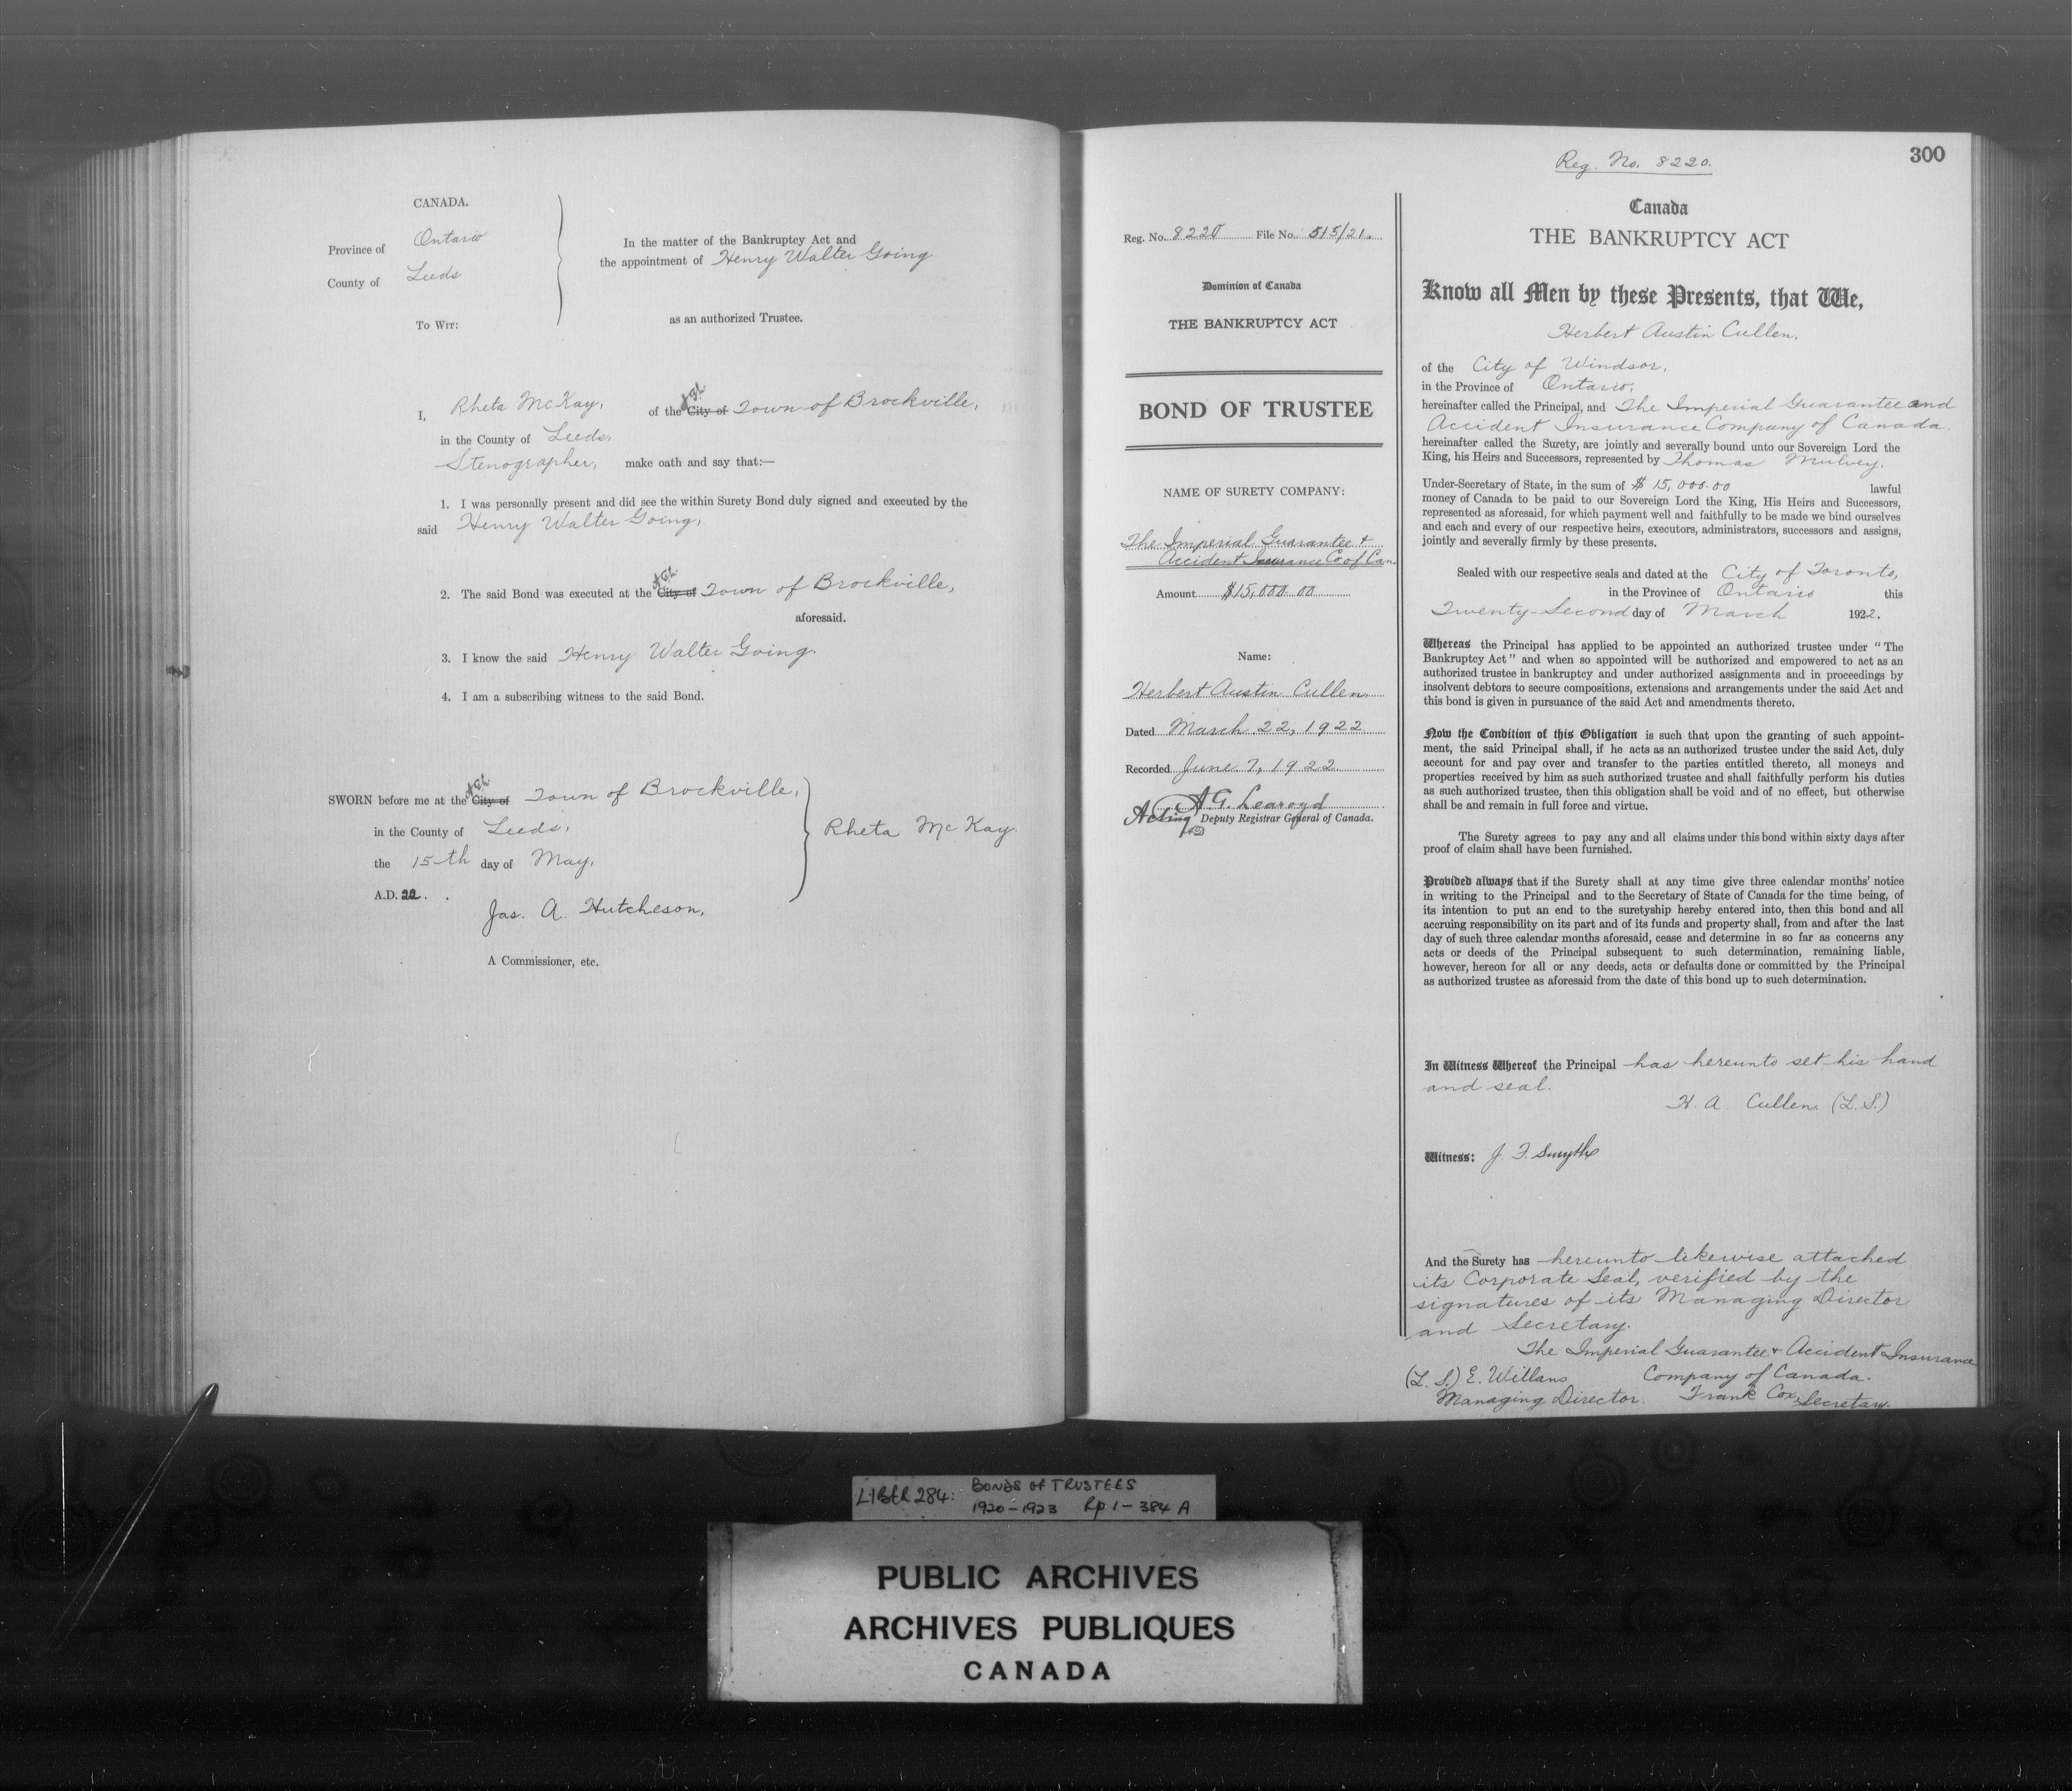 CANADA.
Province of Ontario
County of Leeds
To Wit:
In the matter of the Bankruptcy Act and
the appointment of Henry Walter Going
as an authorized Trustee.
I, Rheta McKay, of the City of Town of Brockville,
in the County of Leeds,
Stenographer, make oath and say that:—
1. I was personally present and did see the within Surety Bond duly signed and executed by the
said Henry Walter Going,
2. The said Bond was executed at the City of Town of Brockville,
aforesaid.
3. I know the said Henry Walter Going.
4. I am a subscribing witness to the said Bond.
SWORN before me at the City of Town of Brockville,
in the County of Leeds,
the 15th day of May,
A.D. 22.
Rheta McKay.
Jas. A. Hutcheson,
A Commissioner, etc.
Reg. No. 8220 File No. 515/21.
Dominion of Canada
THE BANKRUPTCY ACT
BOND OF TRUSTEE
NAME OF SURETY COMPANY:
The Imperial Guarantee &
Accident Insurance Co of Can
Amount $15,000.00
Name:
Herbert Austin Cullen
Dated March 22, 1922
Recorded June 7, 1922
A G. Learoyd
Acting Deputy Registrar General of Canada.
Reg. No. 8220.
300
Canada
THE BANKRUPTCY ACT
Know all Men by these Presents, that We,
Herbert Austin Cullen,
of the City of Windsor,
in the Province of Ontario,
hereinafter called the Principal, and The Imperial Guarantee and
Accident Insurance Company of Canada.
hereinafter called the Surety, are jointly and severally bound unto our Sovereign Lord the
King, his Heirs and Successors, represented by Thomas Mulvey.
Under-Secretary of State, in the sum of $ 15,000.00 lawful
money of Canada to be paid to our Sovereign Lord the King, His Heirs and Successors,
represented as aforesaid, for which payment well and faithfully to be made we bind ourselves
and each and every of our respective heirs, executors, administrators, successors and assigns,
jointly and severally firmly by these presents.
Sealed with our respective seals and dated at the City of Toronto,
in the Province of Ontario this
Twenty-Second day of March 1922.
Whereas the Principal has applied to be appointed an authorized trustee under "The
Bankruptcy Act" and when so appointed will be authorized and empowered to act as an
authorized trustee in bankruptcy and under authorized assignments and in proceedings by
insolvent debtors to secure compositions, extensions and arrangements under the said Act and
this bond is given in pursuance of the said Act and amendments thereto.
Now the Condition of this Obligation is such that upon the granting of such appoint-
ment, the said Principal shall, if he acts as an authorized trustee under the said Act, duly
account for and pay over and transfer to the parties entitled thereto, all moneys and
properties received by him as such authorized trustee and shall faithfully perform his duties
as such authorized trustee, then this obligation shall be void and of no effect, but otherwise
shall be and remain in full force and virtue.
The Surety agrees to pay any and all claims under this bond within sixty days after
proof of claim shall have been furnished.
Provided always that if the Surety shall at any time give three calendar months' notice
in writing to the Principal and to the Secretary of State of Canada for the time being, of
its intention to put an end to the suretyship hereby entered into, then this bond and all
accruing responsibility on its part and of its funds and property shall, from and after the last
day of such three calendar months aforesaid, cease and determine in so far as concerns any
acts or deeds of the Principal subsequent to such determination, remaining liable,
however, hereon for all or any deeds, acts or defaults done or committed by the Principal
as authorized trustee as aforesaid from the date of this bond up to such determination.
In Witness Whereof the Principal has hereunto set his hand
and seal.
H. A. Cullen. (L.S.)
Witness: J. F. Smyth
And the Surety has hereunto likewise attached
its Corporate Seal, verified by the
signatures of its Managing Director
and Secretary.
The Imperial Guarantee & Accident Insurance
(L.S.) E. Willans Company of Canada.
Managing Director. Frank Cox, Secretary.
LIBER 284: BONDS OF TRUSTEES
1920-1923 Rp 1-384 A
PUBLIC ARCHIVES
ARCHIVES PUBLIQUES
CANADA